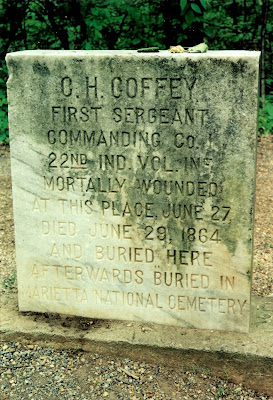 C. H. COFFEY
FIRST SERGEANT
COMMANDING CO.
22ND IND. VOL. INF.
MORTALLY WOUNDED
AT THIS PLACE, JUNE 27,
DIED JUNE 29, 1864
AND BURIED HERE
AFTERWARDS BURIED IN
MARIETTA NATIONAL CEMETERY